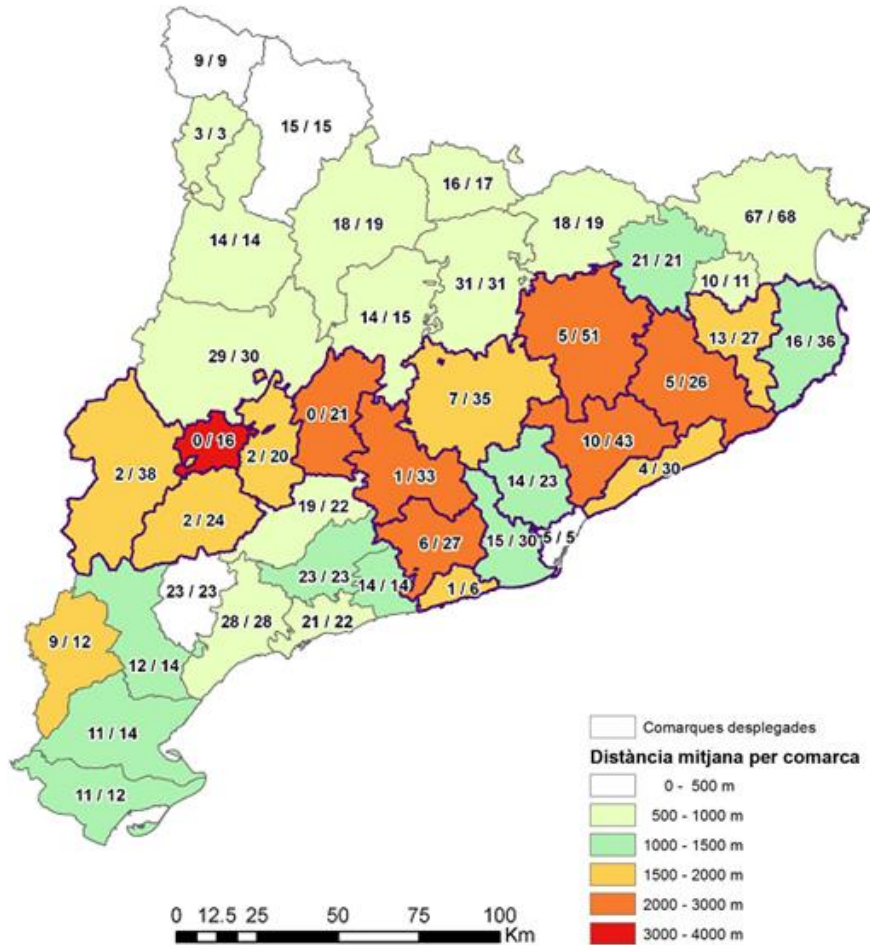 9 / 9
15 / 15
3 / 3
16 / 17
18 / 19
18 / 19
67 / 68
14 / 14
21 / 21
10 / 11
31 / 31
14 / 15
5 / 51
13 / 27
16 / 36
29 / 30
5 / 26
7 / 35
0 / 21
0 / 16
2 / 20
10 / 43
2 / 38
1 / 33
4 / 30
14 / 23
19 / 22
2 / 24
6 / 27
15 / 30
5 / 5
23 / 23
14 / 14
1 / 6
23 / 23
28 / 28
21 / 22
9 / 12
12 / 14
11 / 14
11 / 12
Comarques desplegades
Distància mitjana per comarca
0 - 500 m
500 - 1000 m
1000 - 1500 m
1500 - 2000 m
2000 - 3000 m
3000 - 4000 m
0 12.5 25 50 75 100
Km